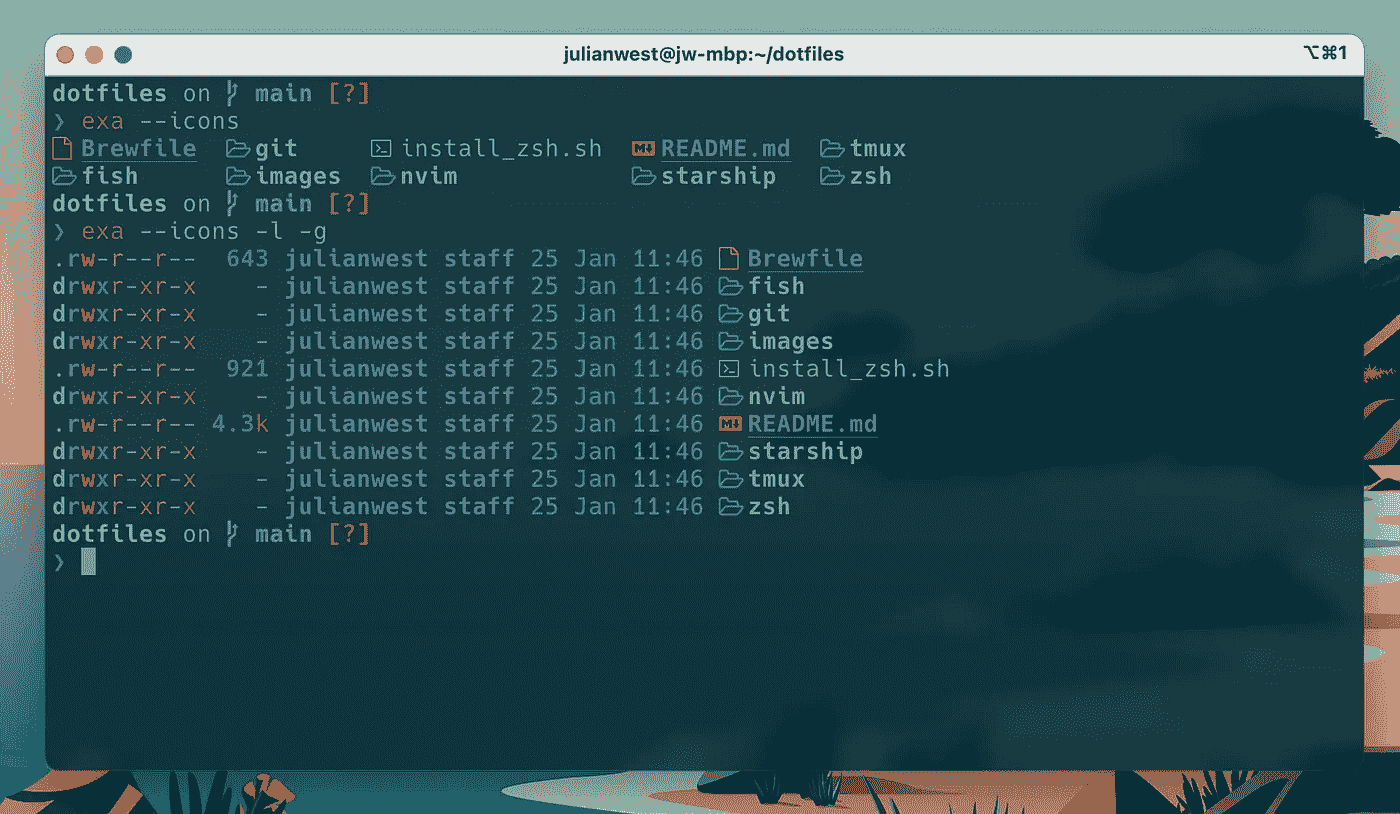 julianwest@jw-mbp:~/dotfiles ⌥⌘1
dotfiles on main [?]
❯ exa --icons
Brewfile git install_zsh.sh README.md tmux
fish images nvim starship zsh
dotfiles on main [?]
❯ exa --icons -l -g
.rw-r--r-- 643 julianwest staff 25 Jan 11:46 Brewfile
drwxr-xr-x - julianwest staff 25 Jan 11:46 fish
drwxr-xr-x - julianwest staff 25 Jan 11:46 git
drwxr-xr-x - julianwest staff 25 Jan 11:46 images
.rw-r--r-- 921 julianwest staff 25 Jan 11:46 install_zsh.sh
drwxr-xr-x - julianwest staff 25 Jan 11:46 nvim
.rw-r--r-- 4.3k julianwest staff 25 Jan 11:46 README.md
drwxr-xr-x - julianwest staff 25 Jan 11:46 starship
drwxr-xr-x - julianwest staff 25 Jan 11:46 tmux
drwxr-xr-x - julianwest staff 25 Jan 11:46 zsh
dotfiles on main [?]
❯